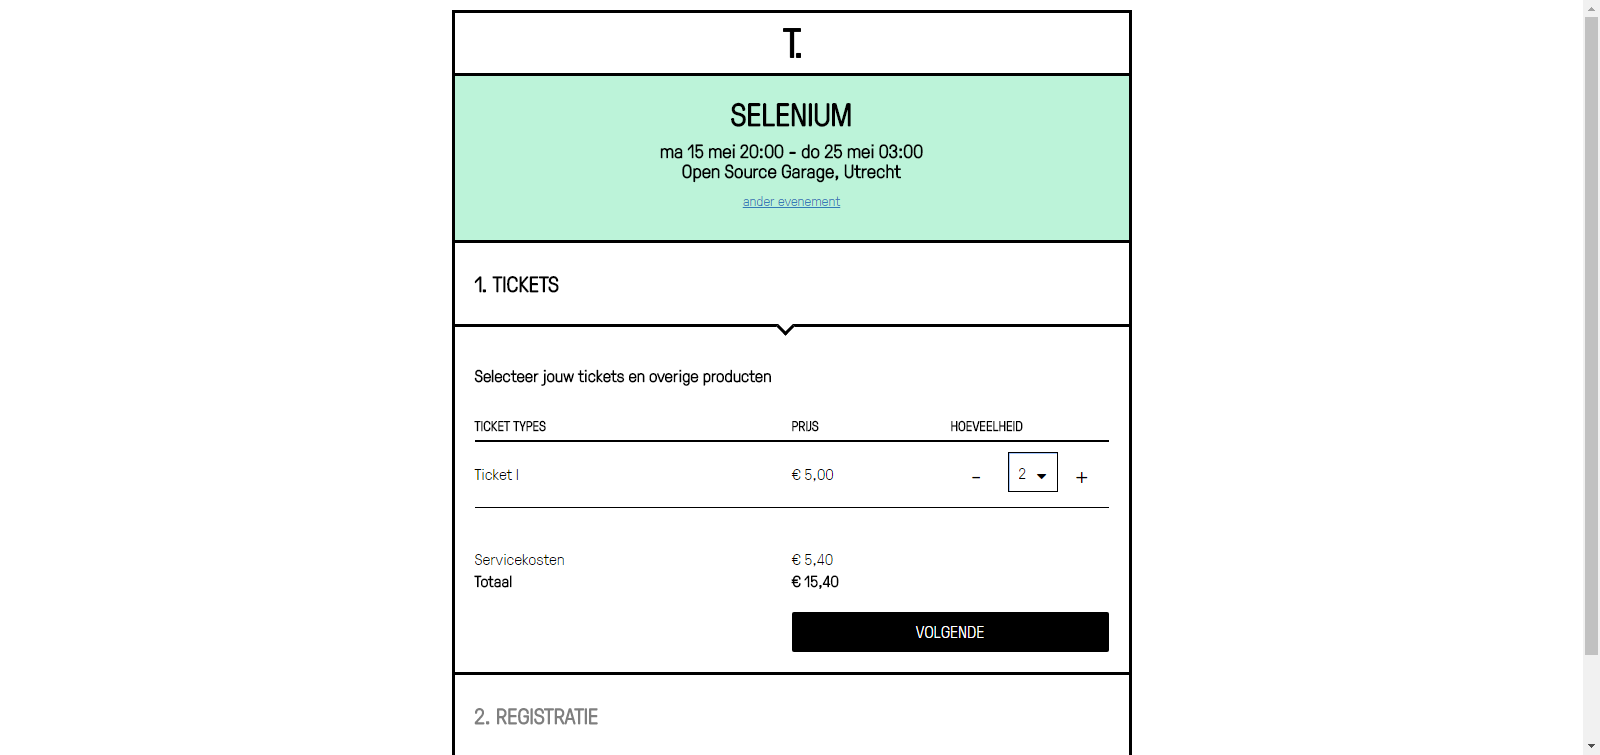 T.
SELENIUM
ma 15 mei 20:00 - do 25 mei 03:00
Open Source Garage, Utrecht
ander evenement
1. TICKETS
Selecteer jouw tickets en overige producten
TICKET TYPES PRIJS HOEVEELHEID
Ticket I € 5,00 - 2 +
Servicekosten € 5,40
Totaal € 15,40
VOLGENDE
2. REGISTRATIE